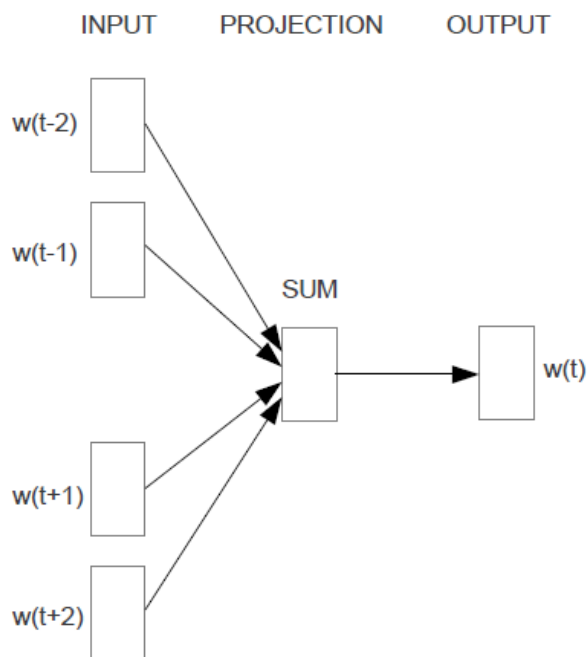 INPUT PROJECTION OUTPUT
w(t-2)
w(t-1)
SUM
w(t)
w(t+1)
w(t+2)